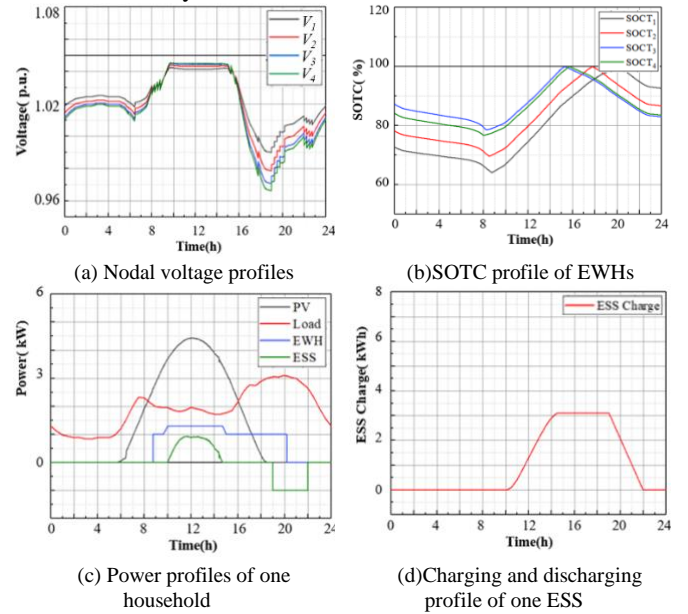 1.08
1.02
0.96
Voltage( p.u.)
V1
V2
V3
V4
0 4 8 12 16 20 24
Time(h)
(a) Nodal voltage profiles
120
100
80
60
SOTC( %)
SOCT1
SOCT2
SOCT3
SOCT4
0 4 8 12 16 20 24
Time(h)
(b)SOTC profile of EWHs
6
3
0
Power( kW)
PV
Load
EWH
ESS
0 4 8 12 16 20 24
Time(h)
(c) Power profiles of one
household
8
6
4
2
0
ESS Charge( kWh)
ESS Charge
0 4 8 12 16 20 24
Time(h)
(d)Charging and discharging
profile of one ESS